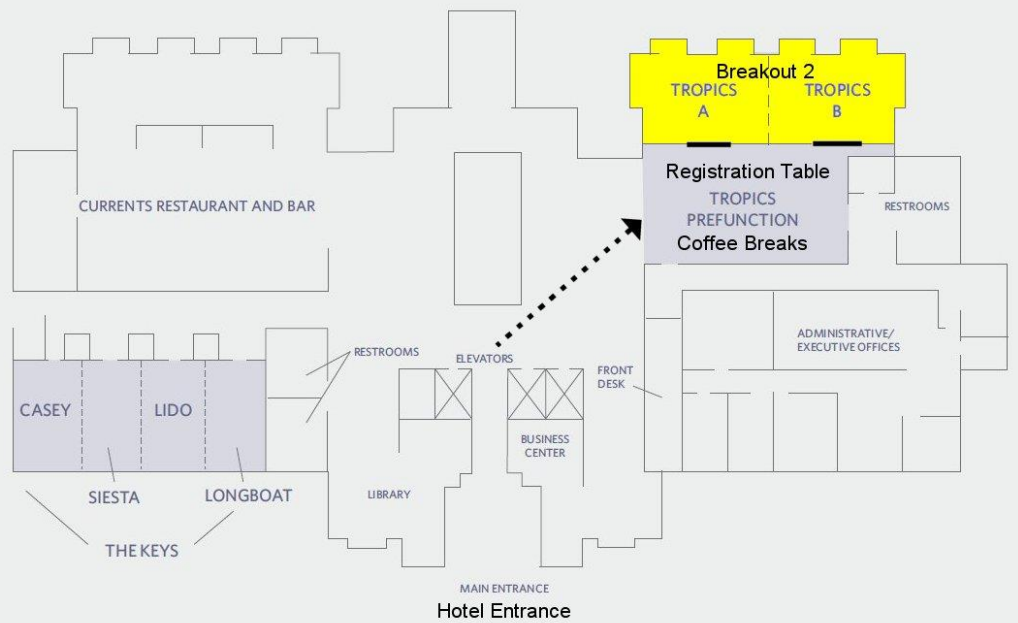 Breakout 2
TROPICS
A
TROPICS
B
Registration Table
TROPICS
PREFUNCTION
Coffee Breaks
RESTROOMS
CURRENTS RESTAURANT AND BAR
RESTROOMS
ELEVATORS
FRONT
DESK
ADMINISTRATIVE/
EXECUTIVE OFFICES
CASEY
LIDO
SIESTA
LONGBOAT
THE KEYS
LIBRARY
BUSINESS
CENTER
MAIN ENTRANCE
Hotel Entrance